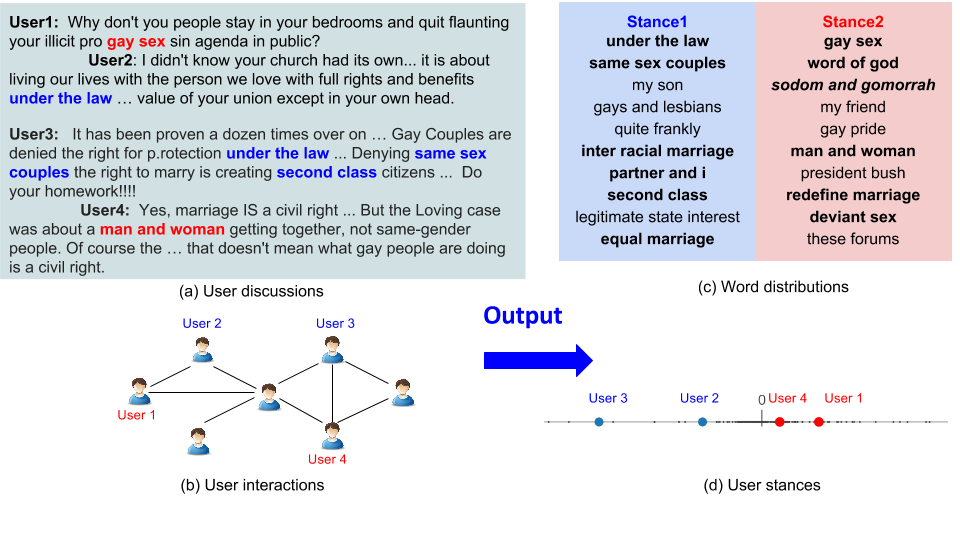 User1: Why don't you people stay in your bedrooms and quit flaunting
your illicit pro gay sex sin agenda in public?
User2: I didn't know your church had its own... it is about
living our lives with the person we love with full rights and benefits
under the law … value of your union except in your own head.
User3: It has been proven a dozen times over on … Gay Couples are
denied the right for p.rotection under the law ... Denying same sex
couples the right to marry is creating second class citizens ... Do
your homework!!!!
User4: Yes, marriage IS a civil right ... But the Loving case
was about a man and woman getting together, not same-gender
people. Of course the … that doesn't mean what gay people are doing
is a civil right.
(a) User discussions
Stance1
under the law
same sex couples
my son
gays and lesbians
quite frankly
inter racial marriage
partner and i
second class
legitimate state interest
equal marriage
Stance2
gay sex
word of god
sodom and gomorrah
my friend
gay pride
man and woman
president bush
redefine marriage
deviant sex
these forums
(c) Word distributions
User 2
User 3
User 1
User 4
(b) User interactions
Output
User 3
User 2
0
User 4
User 1
(d) User stances